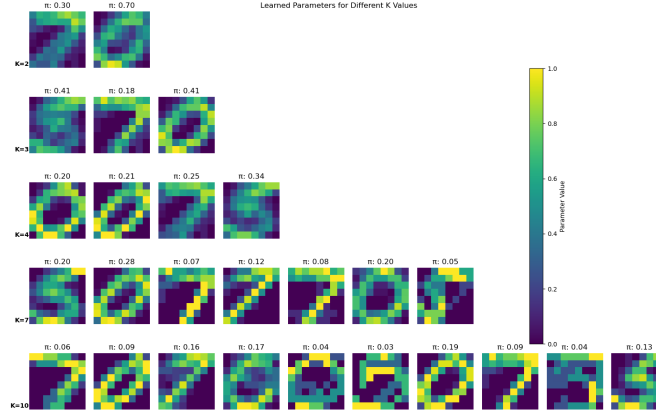 Learned Parameters for Different K Values
π: 0.30 π: 0.70
K=2
π: 0.41 π: 0.18 π: 0.41
K=3
π: 0.20 π: 0.21 π: 0.25 π: 0.34
K=4
π: 0.20 π: 0.28 π: 0.07 π: 0.12 π: 0.08 π: 0.20 π: 0.05
K=7
π: 0.06 π: 0.09 π: 0.16 π: 0.17 π: 0.04 π: 0.03 π: 0.19 π: 0.09 π: 0.04 π: 0.13
K=10
1.0
0.8
0.6
0.4
0.2
0.0
Parameter Value